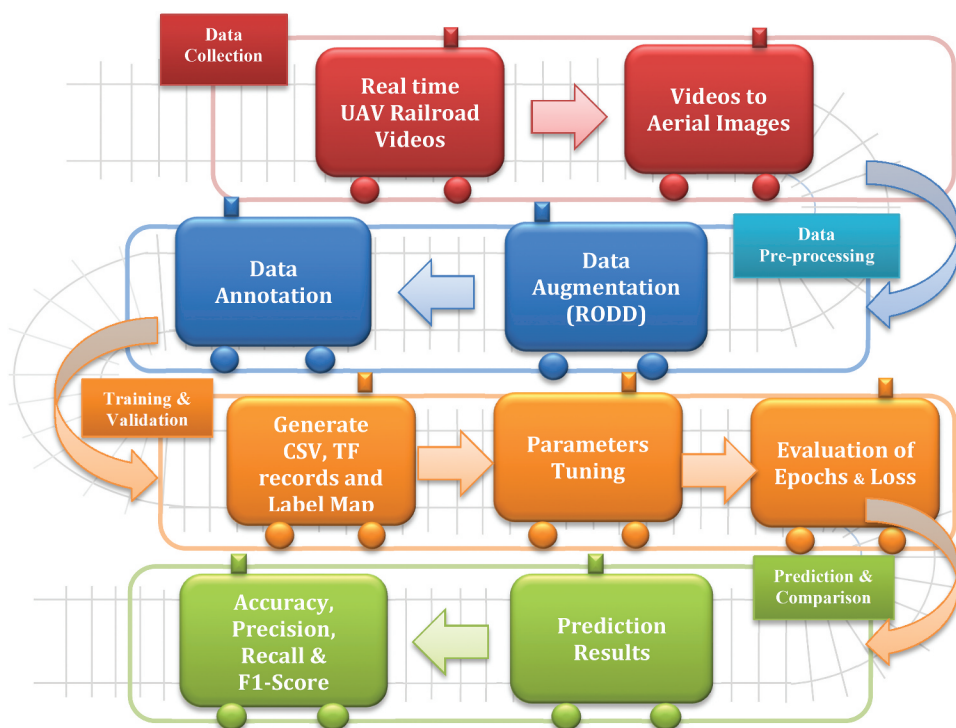 Data
Collection
Real time
UAV Railroad
Videos
Videos to
Aerial Images
Data
Pre-processing
Data
Augmentation
(RODD)
Data
Annotation
Training &
Validation
Generate
CSV, TF
records and
Label Map
Parameters
Tuning
Evaluation of
Epochs & Loss
Prediction &
Comparison
Prediction
Results
Accuracy,
Precision,
Recall &
F1-Score